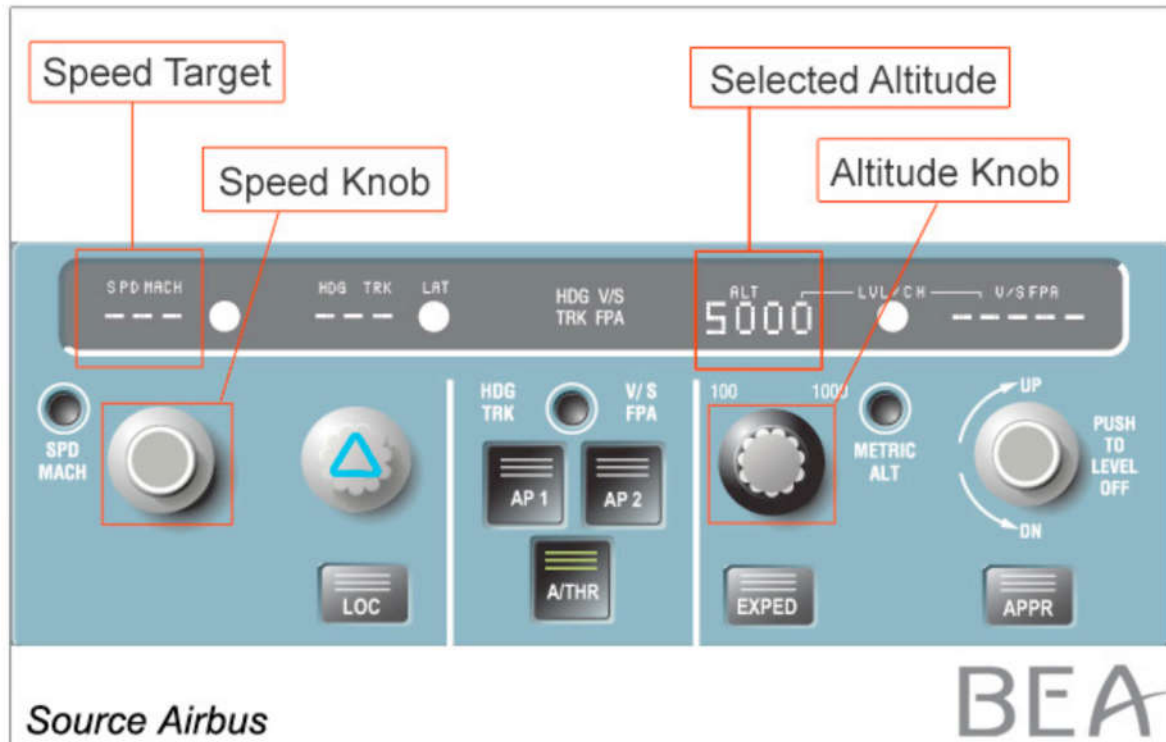 Speed Target
Selected Altitude
Speed Knob
Altitude Knob
SPD MACH
HDG TRK LAT
HDG V/S
TRK FPA
ALT
LVL/CH
V/S FPA
---
---
5000
-----
SPD
MACH
HDG
TRK
V/S
FPA
100
1000
METRIC
ALT
UP
DN
PUSH
TO
LEVEL
OFF
AP 1
AP 2
A/THR
LOC
EXPED
APPR
Source Airbus
BEA